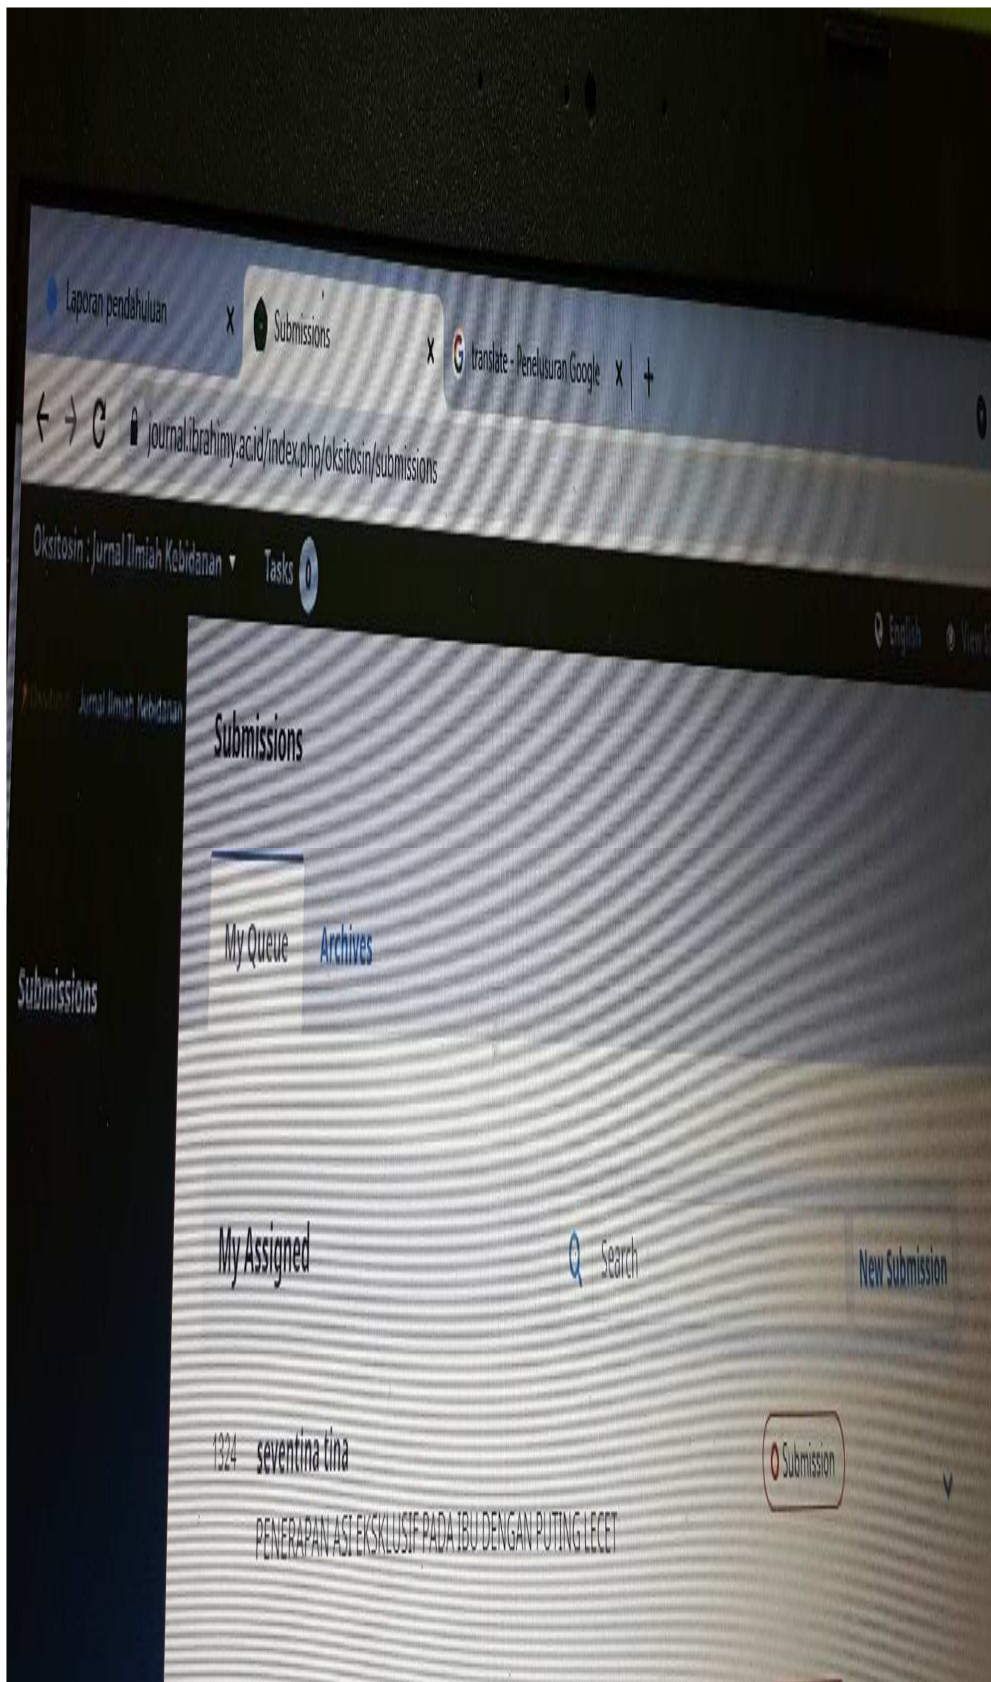 Laporan pendahuluan
Submissions
translate - Penelusuran Google
journal.ibrahimy.ac.id/index.php/oksitosin/submissions
Oksitosin : Jurnal Ilmiah Kebidanan
Tasks 0
English
View
Jurnal Ilmiah Kebidanan
Submissions
My Queue
Archives
Submissions
My Assigned
Search
New Submission
1324 seventina tina
Submission
PENERAPAN ASI EKSKLUSIF PADA IBU DENGAN PUTING LECET